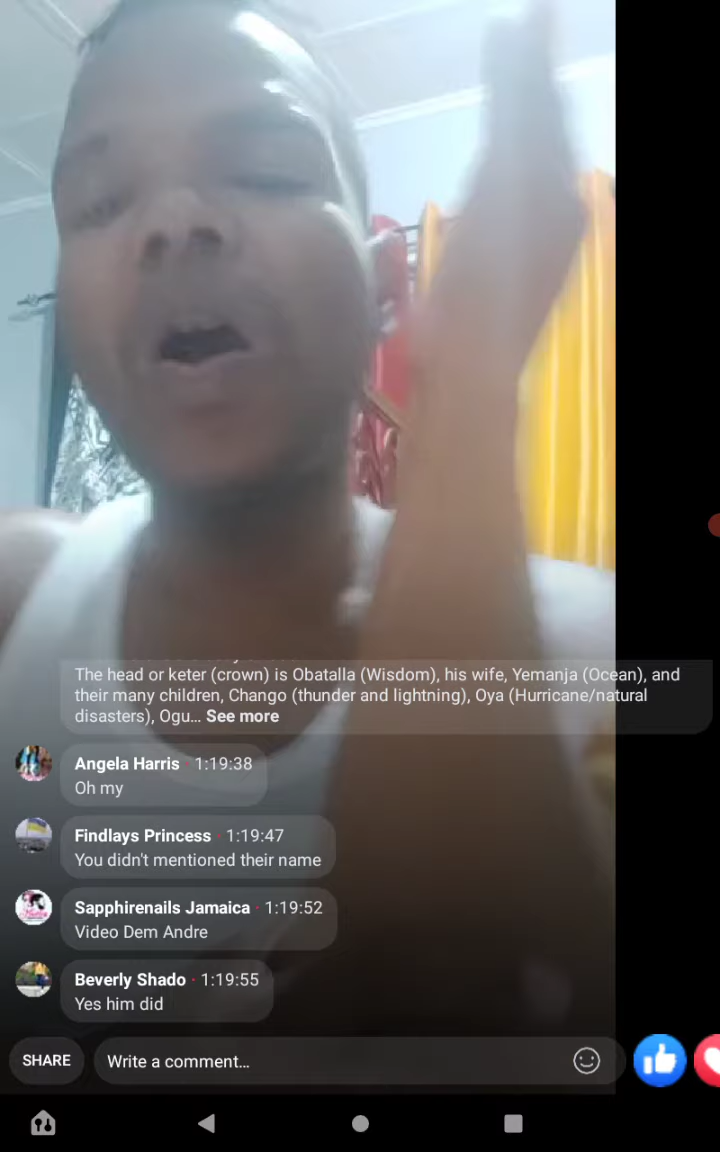 The head or keter (crown) is Obatalla (Wisdom), his wife, Yemanja (Ocean), and
their many children, Chango (thunder and lightning), Oya (Hurricane/natural
disasters), Ogu... See more
Angela Harris · 1:19:38
Oh my
Findlays Princess · 1:19:47
You didn't mentioned their name
Sapphirenails Jamaica · 1:19:52
Video Dem Andre
Beverly Shado · 1:19:55
Yes him did
SHARE
Write a comment...